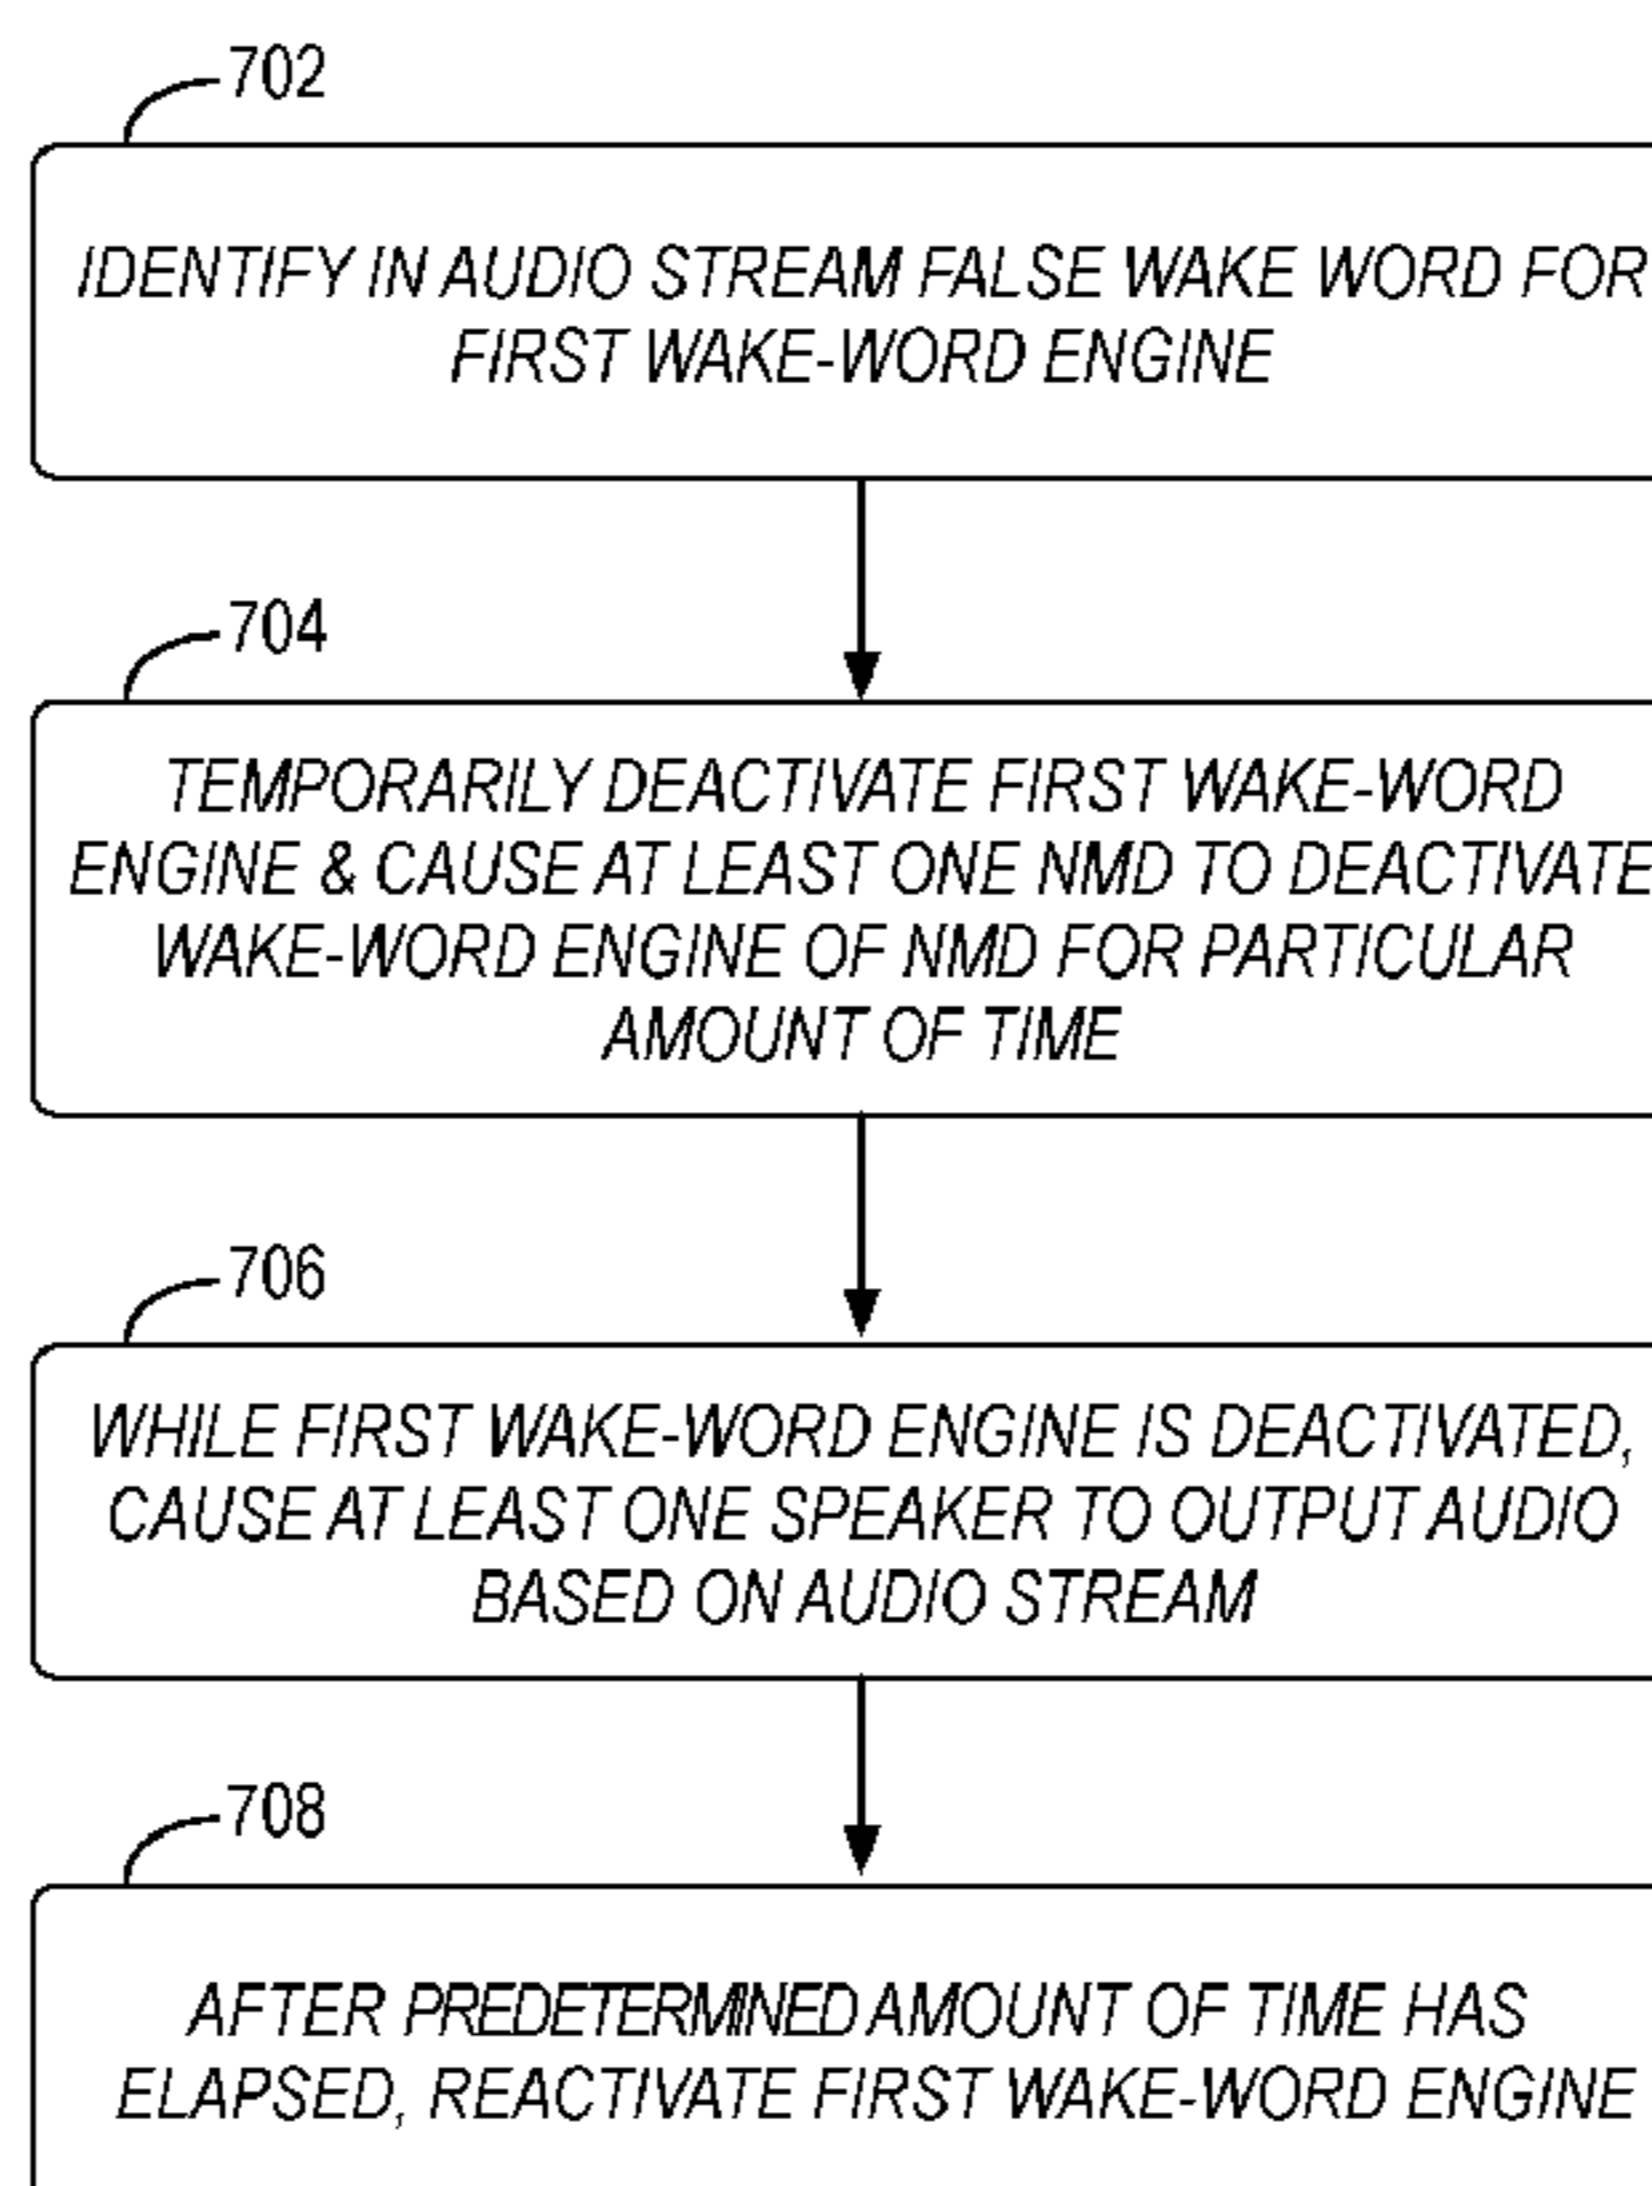 702
IDENTIFY IN AUDIO STREAM FALSE WAKE WORD FOR
FIRST WAKE-WORD ENGINE
704
TEMPORARILY DEACTIVATE FIRST WAKE-WORD
ENGINE & CAUSE AT LEAST ONE NMD TO DEACTIVATE
WAKE-WORD ENGINE OF NMD FOR PARTICULAR
AMOUNT OF TIME
706
WHILE FIRST WAKE-WORD ENGINE IS DEACTIVATED,
CAUSE AT LEAST ONE SPEAKER TO OUTPUT AUDIO
BASED ON AUDIO STREAM
708
AFTER PREDETERMINED AMOUNT OF TIME HAS
ELAPSED, REACTIVATE FIRST WAKE-WORD ENGINE